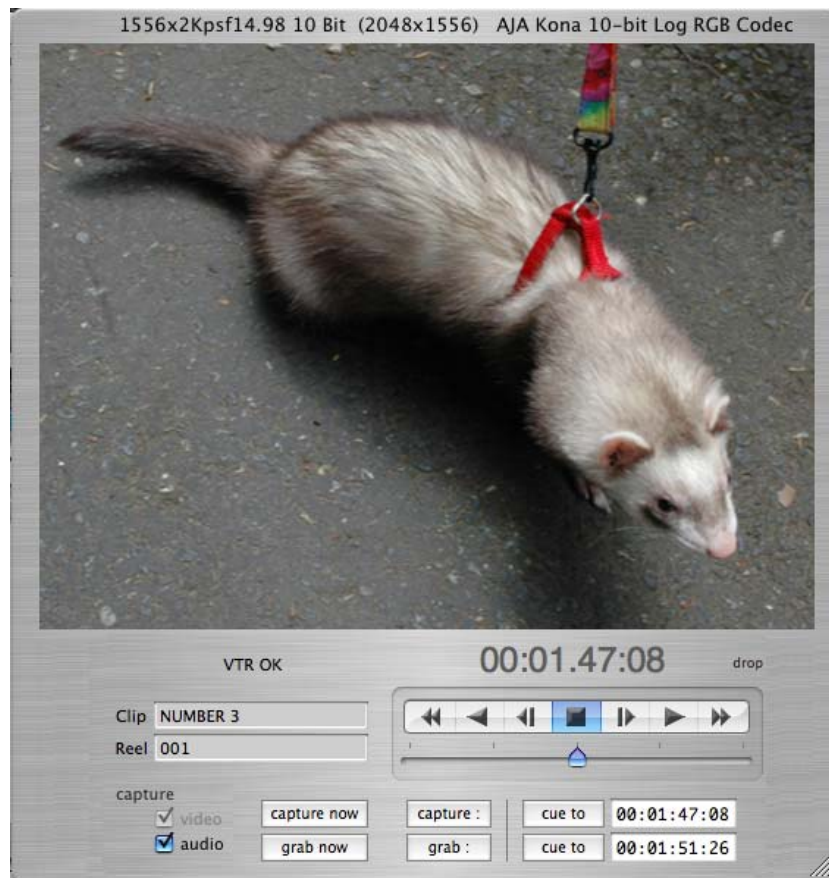 1556x2Kpsf14.98 10 Bit (2048x1556) AJA Kona 10-bit Log RGB Codec
VTR OK
00:01.47:08
drop
Clip NUMBER 3
Reel 001
capture
video
audio
capture now
grab now
capture :
grab :
cue to 00:01:47:08
cue to 00:01:51:26